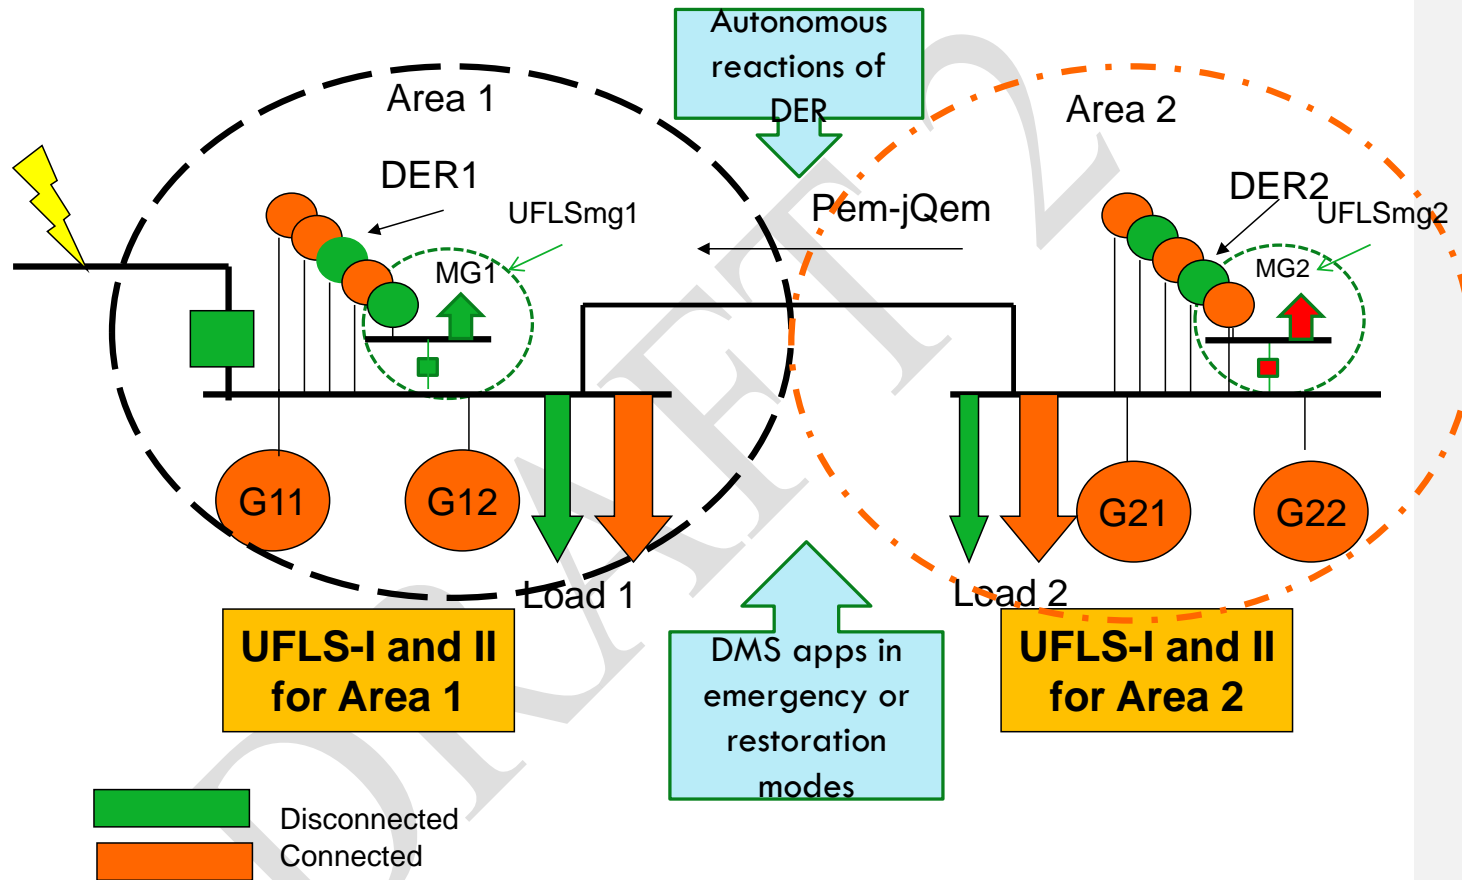 Autonomous
reactions of
DER
Area 1
Area 2
DER1
DER2
UFLSmg1
Pem-jQem
UFLSmg2
MG1
MG2
G11
G12
G21
G22
Load 1
Load 2
UFLS-I and II
for Area 1
DMS apps in
emergency or
restoration
modes
UFLS-I and II
for Area 2
Disconnected
Connected
DRAFT 2